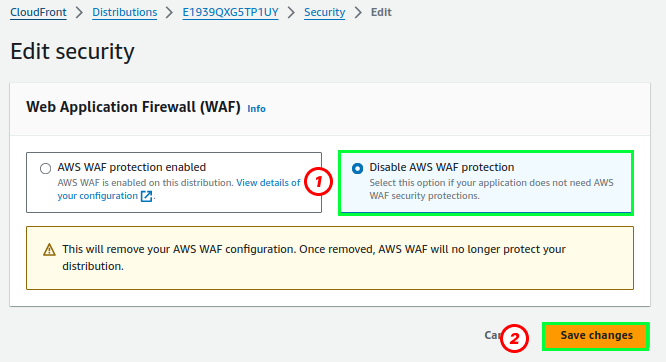 CloudFront > Distributions > E1939QXG5TP1UY > Security > Edit
Edit security
Web Application Firewall (WAF) Info
AWS WAF protection enabled
AWS WAF is enabled on this distribution. View details of
your configuration.
1
Disable AWS WAF protection
Select this option if your application does not need AWS
WAF security protections.
This will remove your AWS WAF configuration. Once removed, AWS WAF will no longer protect your
distribution.
2
Save changes